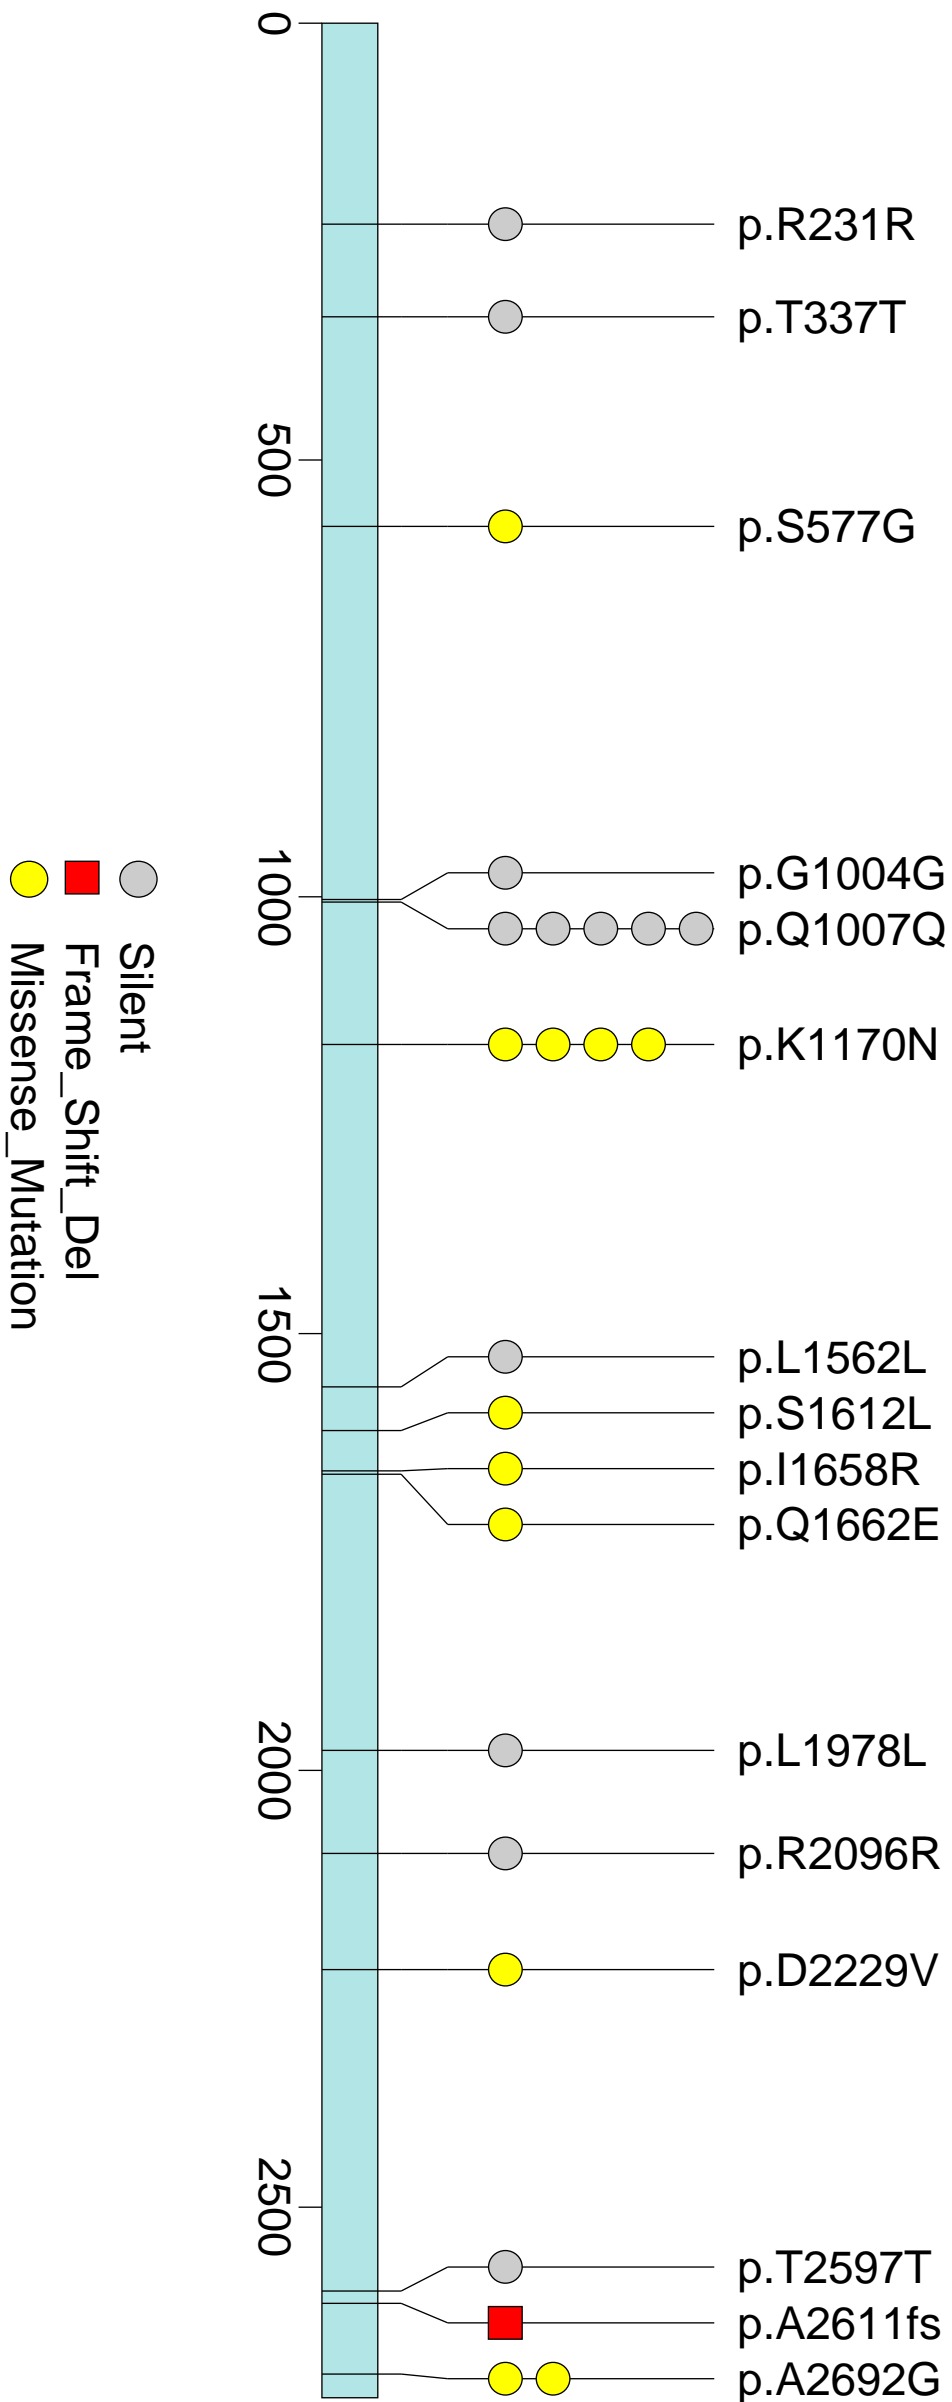 p.R231R
p.T337T
p.S577G
p.G1004G
p.Q1007Q
p.K1170N
p.L1562L
p.S1612L
p.I1658R
p.Q1662E
p.L1978L
p.R2096R
p.D2229V
p.T2597T
p.A2611fs
p.A2692G
0
500
1000
1500
2000
2500
Silent
Frame_Shift_Del
Missense_Mutation